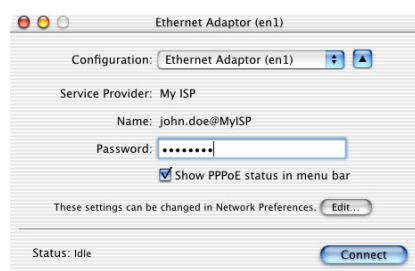 Ethernet Adaptor (en1)
Configuration: Ethernet Adaptor (en1)
Service Provider: My ISP
Name: john.doe@MyISP
Password: ••••••••
Show PPPoE status in menu bar
These settings can be changed in Network Preferences. Edit...
Status: Idle Connect